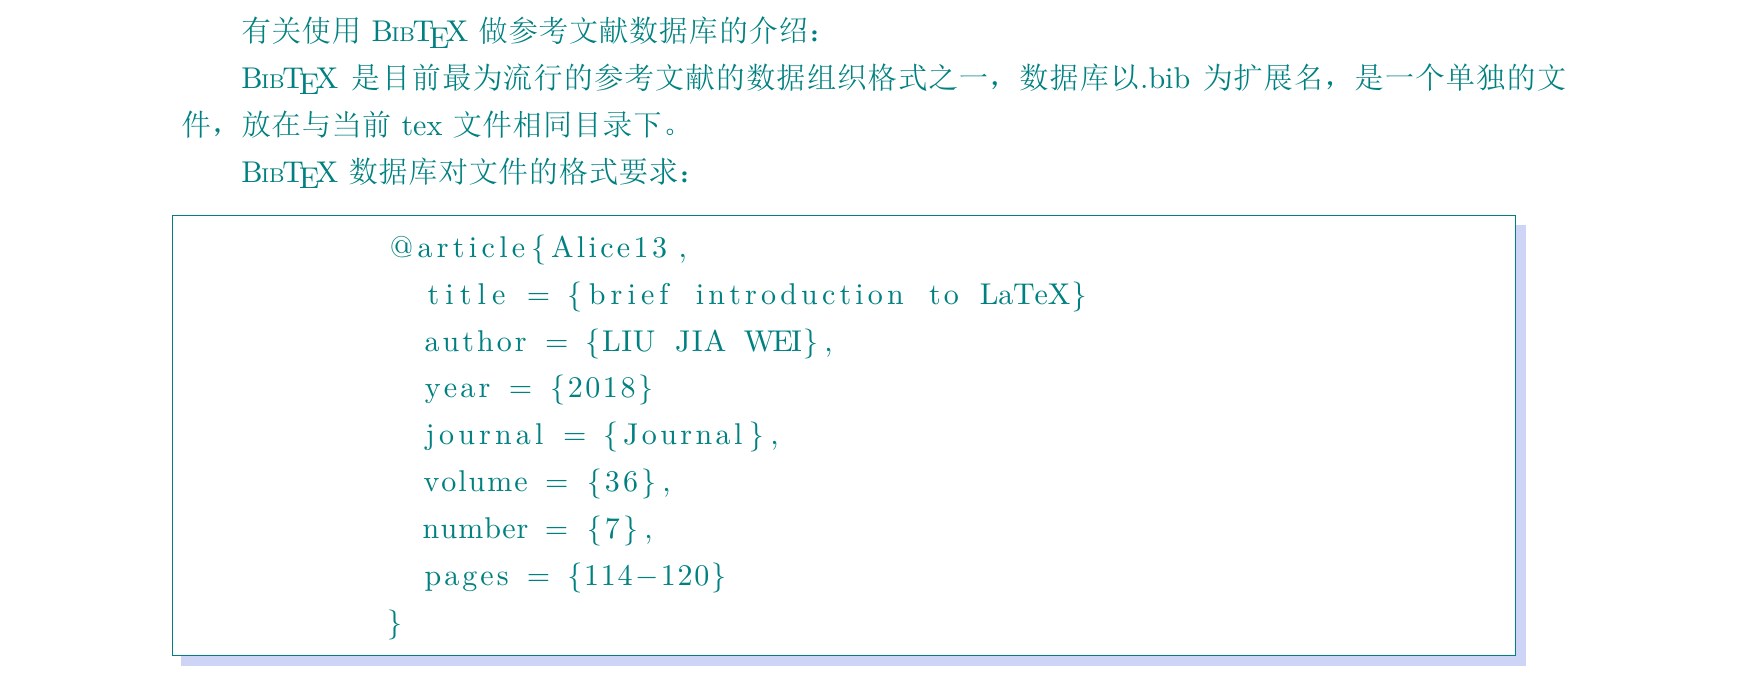 有关使用 BIBTEX 做参考文献数据库的介绍：
BIBTEX 是目前最为流行的参考文献的数据组织格式之一，数据库以.bib 为扩展名，是一个单独的文
件，放在与当前 tex 文件相同目录下。
BIBTEX 数据库对文件的格式要求：
@article{Alice13 ,
title = {brief introduction to LaTeX}
author = {LIU JIA WEI},
year = {2018}
journal = {Journal},
volume = {36},
number = {7},
pages = {114−120}
}